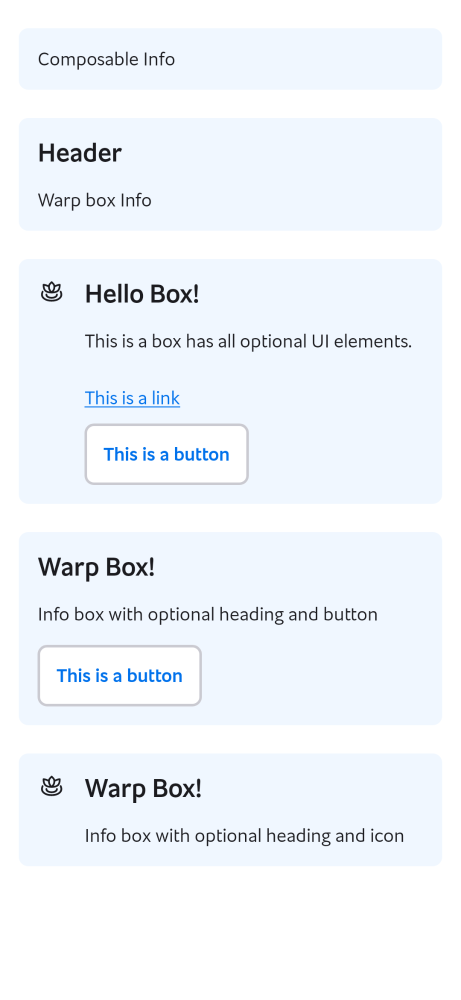 Composable Info
Header
Warp box Info
Hello Box!
This is a box has all optional UI elements.
This is a link
This is a button
Warp Box!
Info box with optional heading and button
This is a button
Warp Box!
Info box with optional heading and icon